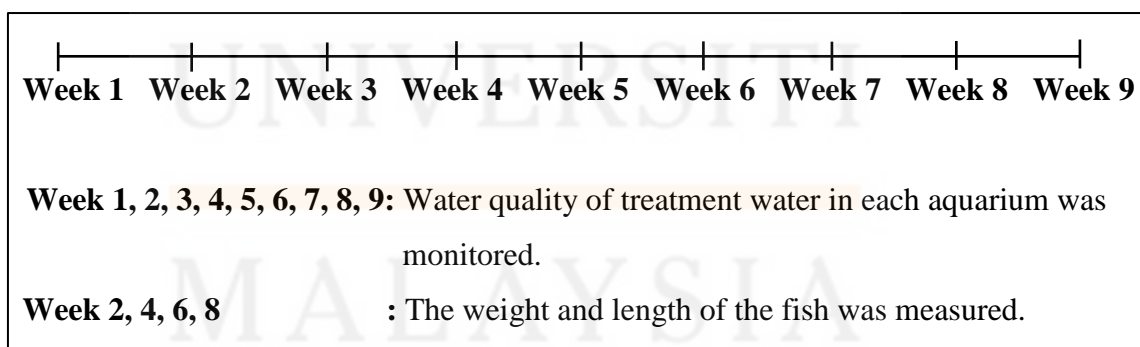 UNIVERSITI
Week 1 Week 2 Week 3 Week 4 Week 5 Week 6 Week 7 Week 8 Week 9
Week 1, 2, 3, 4, 5, 6, 7, 8, 9: Water quality of treatment water in each aquarium was
monitored.
MALAYSIA
Week 2, 4, 6, 8 : The weight and length of the fish was measured.